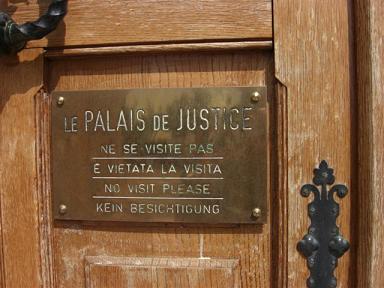 LE PALAIS DE JUSTICE
NE SE VISITE PAS
E VIETATA LA VISITA
NO VISIT PLEASE
KEIN BESICHTIGUNG